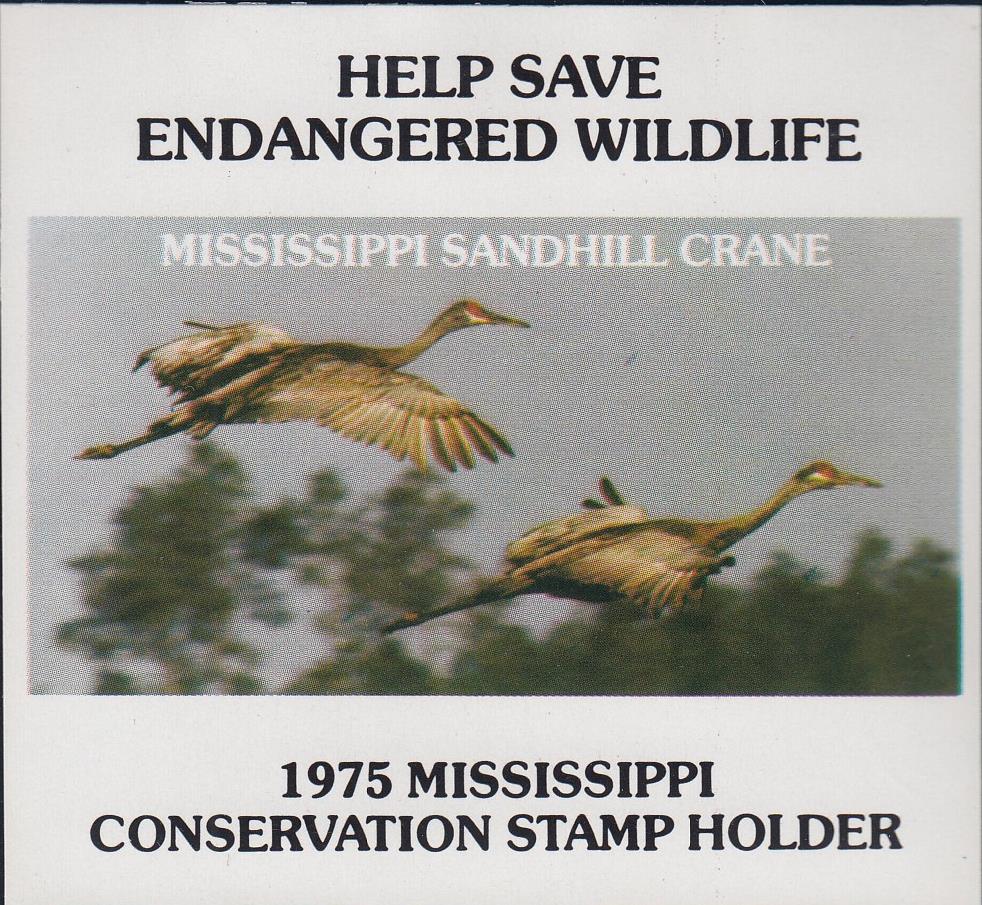 HELP SAVE
ENDANGERED WILDLIFE
MISSISSIPPI SANDHILL CRANE
1975 MISSISSIPPI
CONSERVATION STAMP HOLDER